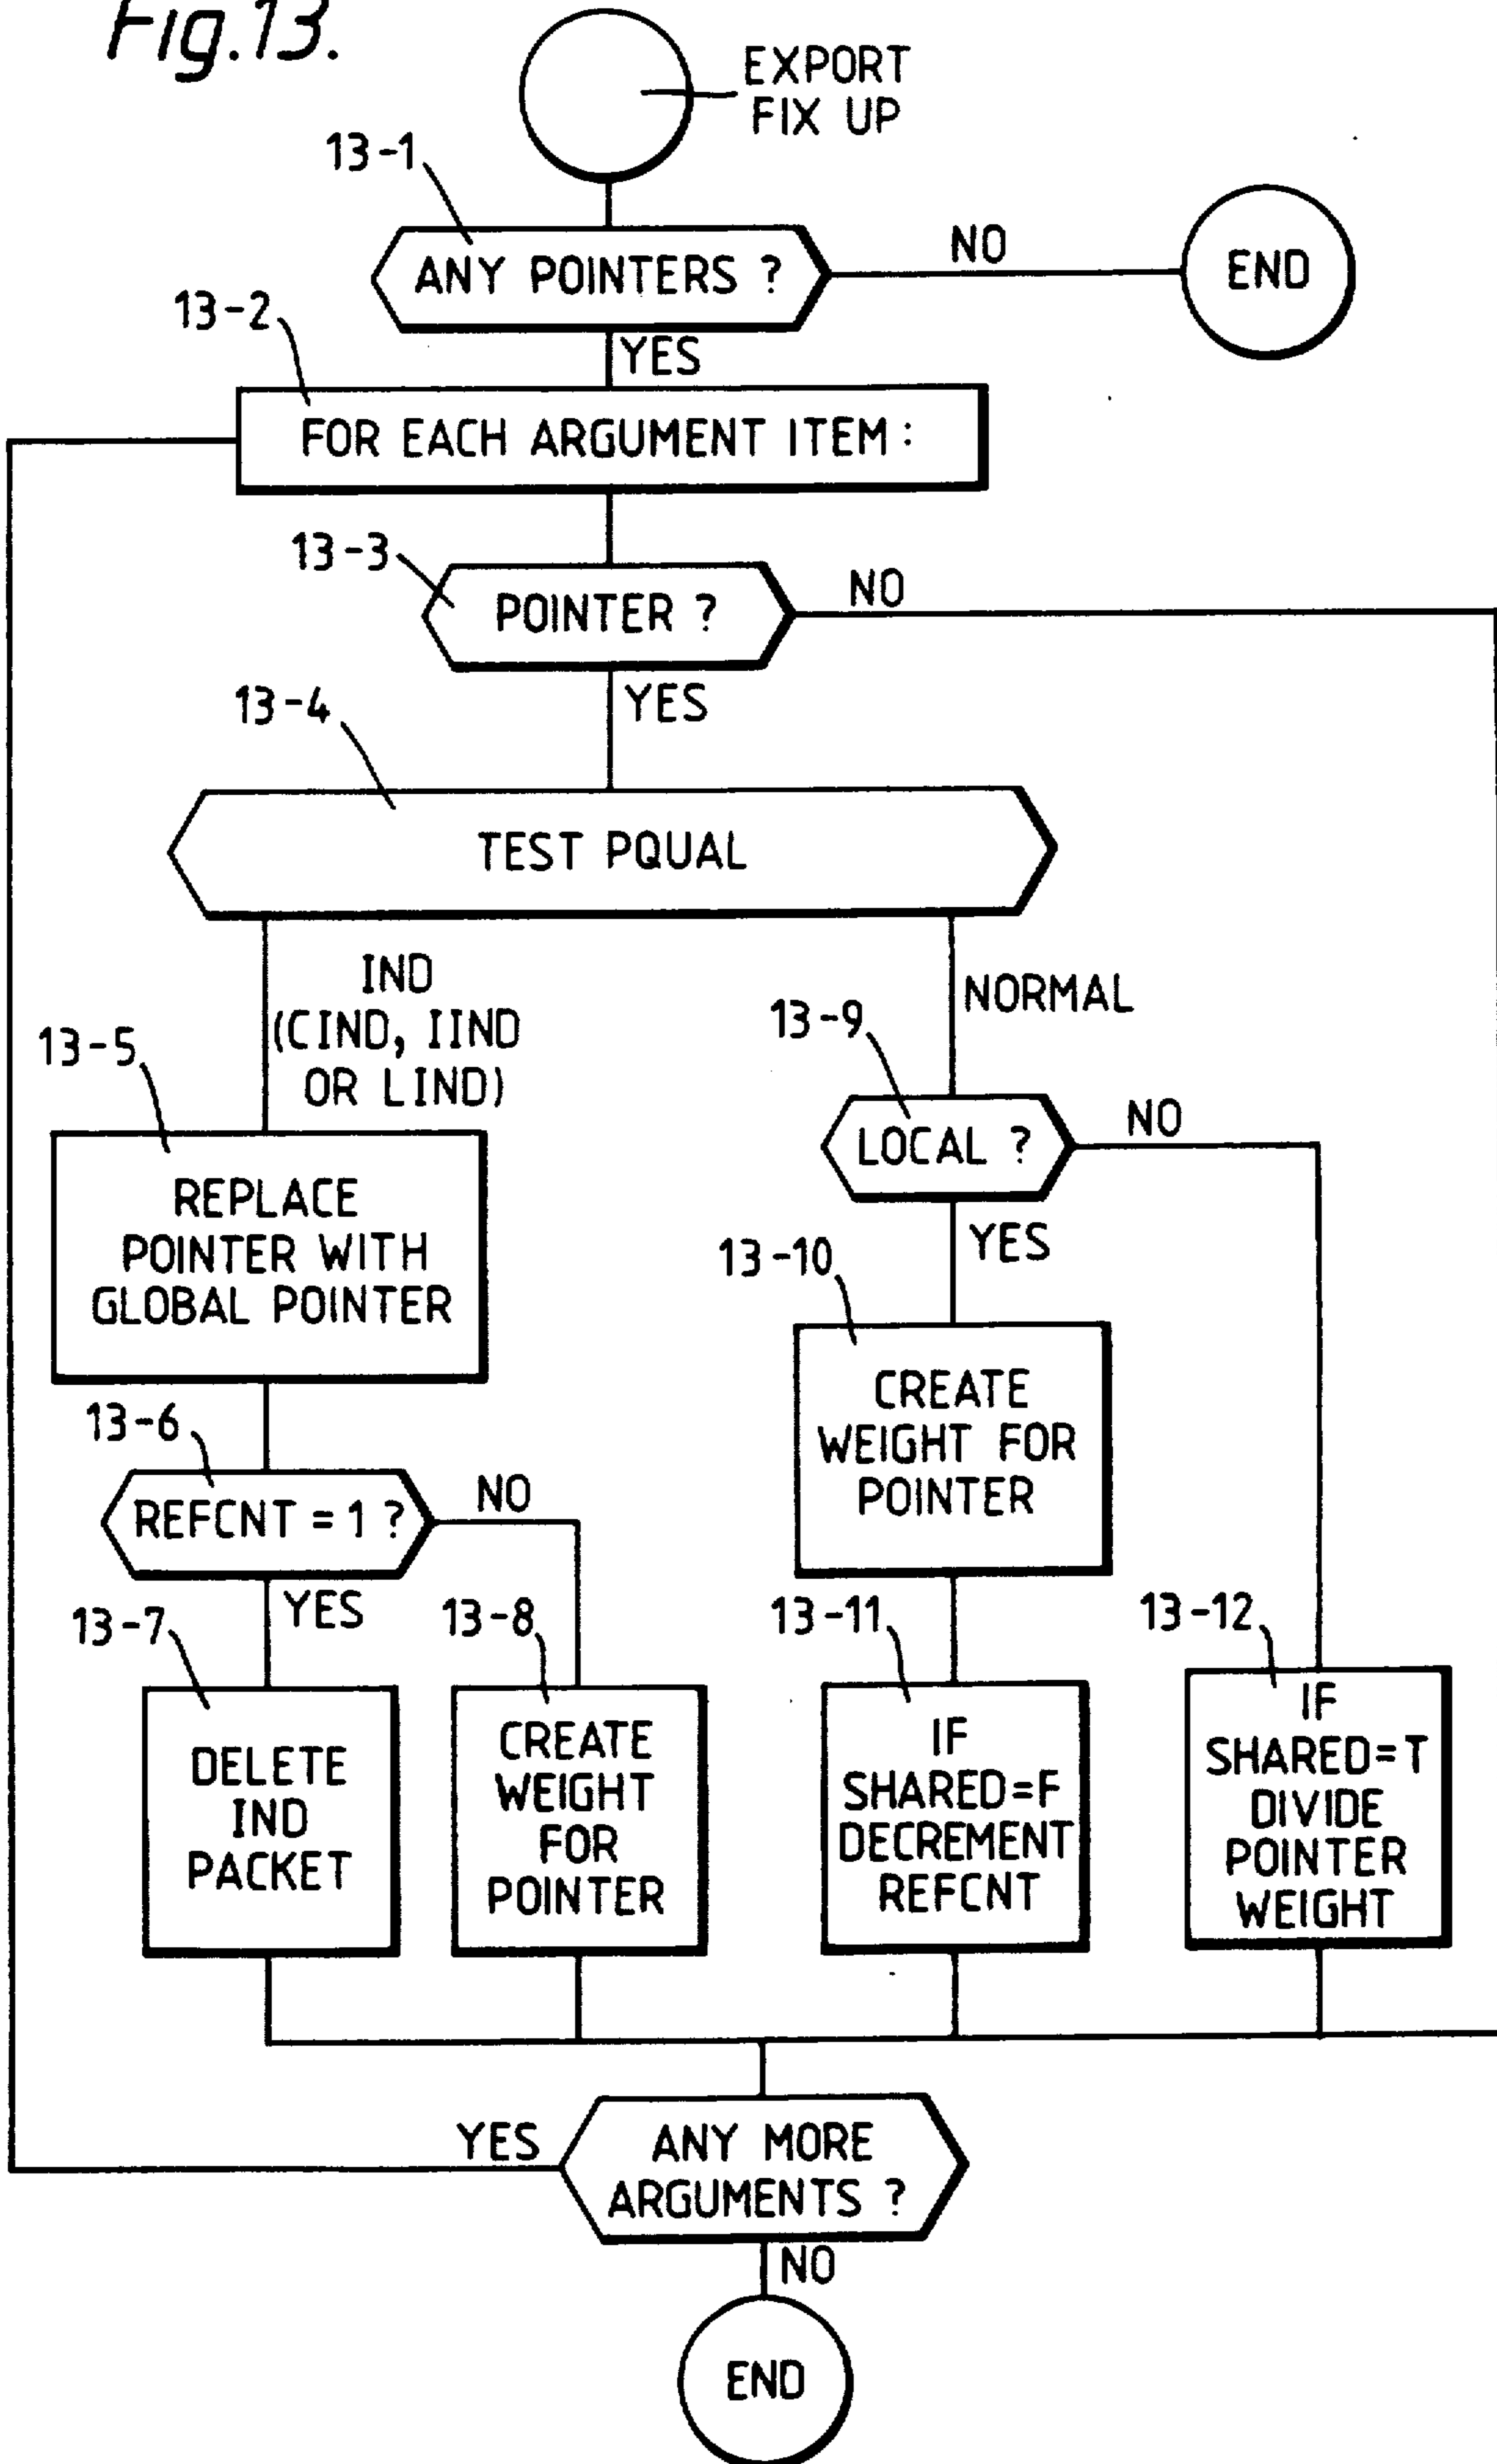 Fig.13.
EXPORT
FIX UP
13-1
ANY POINTERS ?
NO
END
13-2
YES
FOR EACH ARGUMENT ITEM :
13-3
POINTER ?
NO
13-4
YES
TEST PQUAL
IND
(CIND, IIND
OR LIND)
NORMAL
13-5
13-9
REPLACE
POINTER WITH
GLOBAL POINTER
LOCAL ?
NO
YES
13-10
CREATE
WEIGHT FOR
POINTER
13-6
REFCNT = 1 ?
NO
YES
13-7
13-8
13-11
13-12
DELETE
IND
PACKET
CREATE
WEIGHT
FOR
POINTER
IF
SHARED=F
DECREMENT
REFCNT
IF
SHARED=T
DIVIDE
POINTER
WEIGHT
YES
ANY MORE
ARGUMENTS ?
NO
END